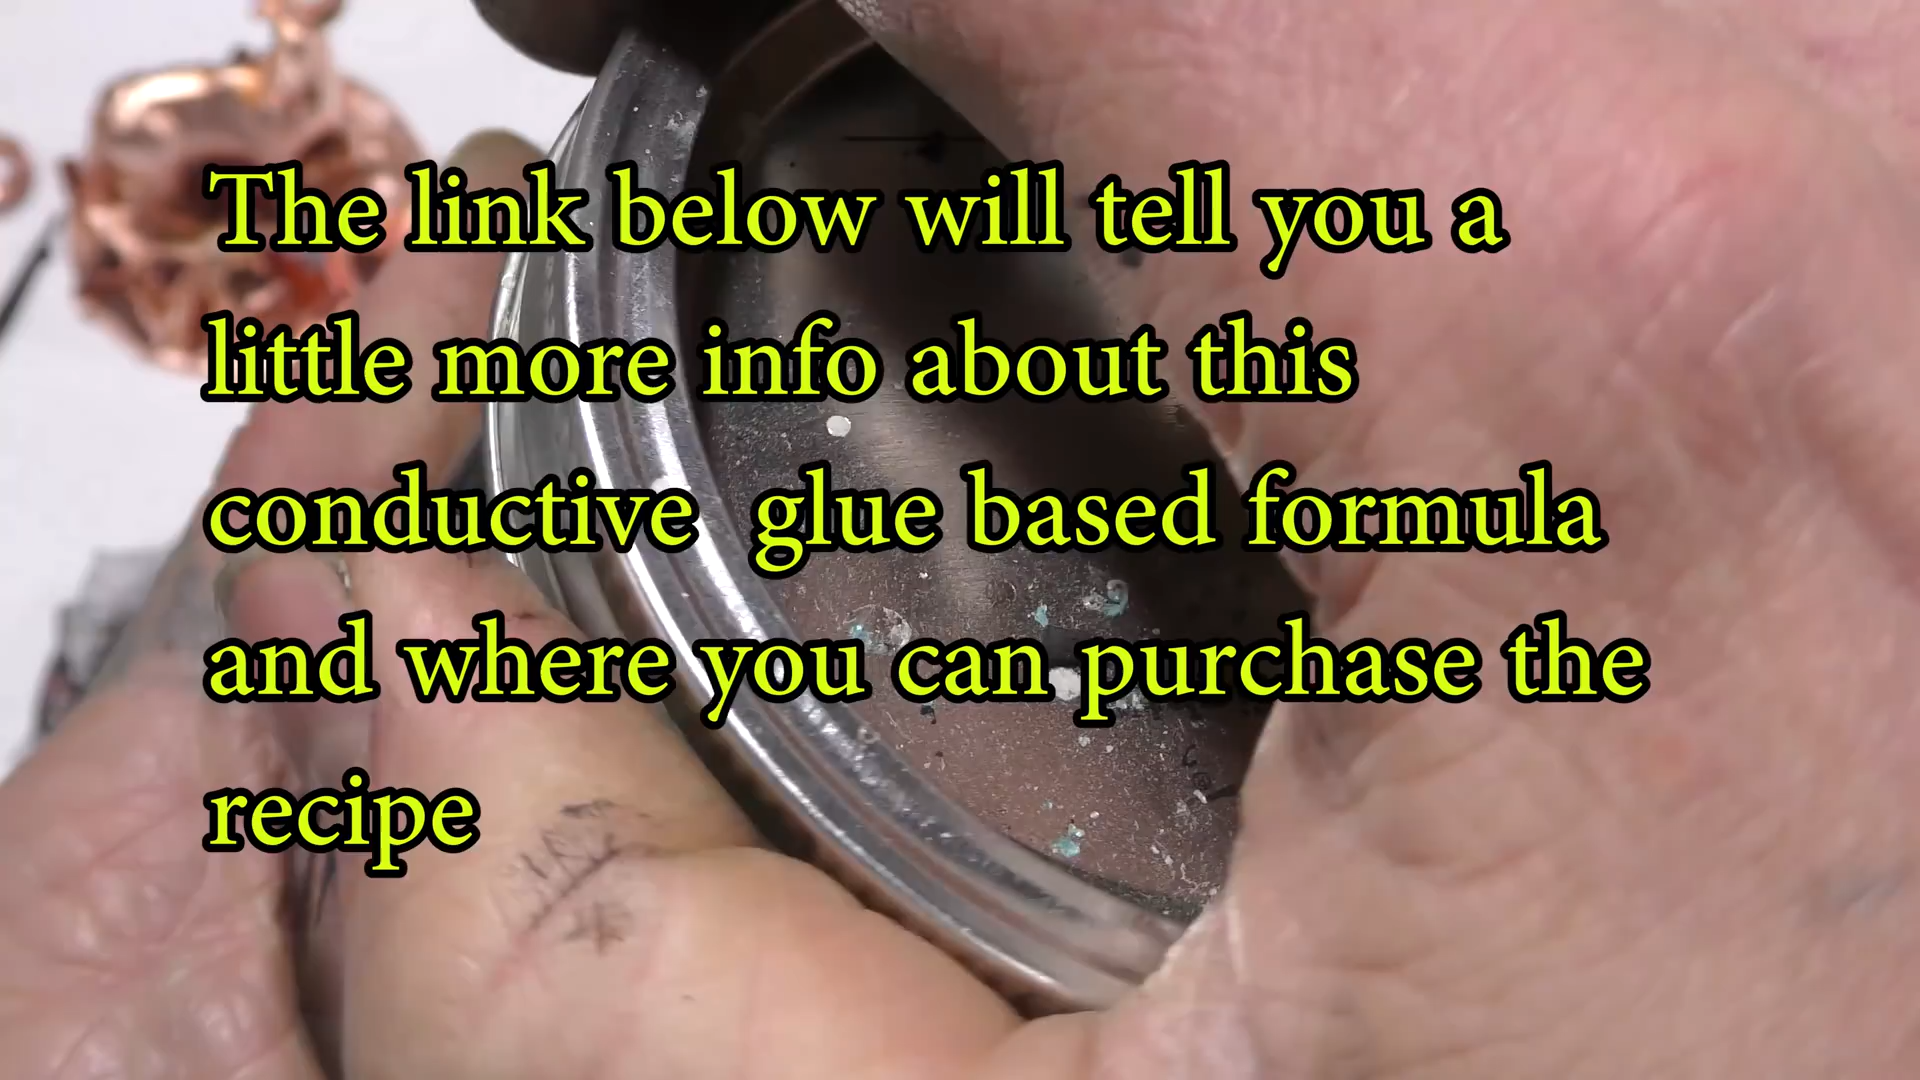 The link below will tell you a
little more info about this
conductive  glue based formula
and where you can purchase the
recipe